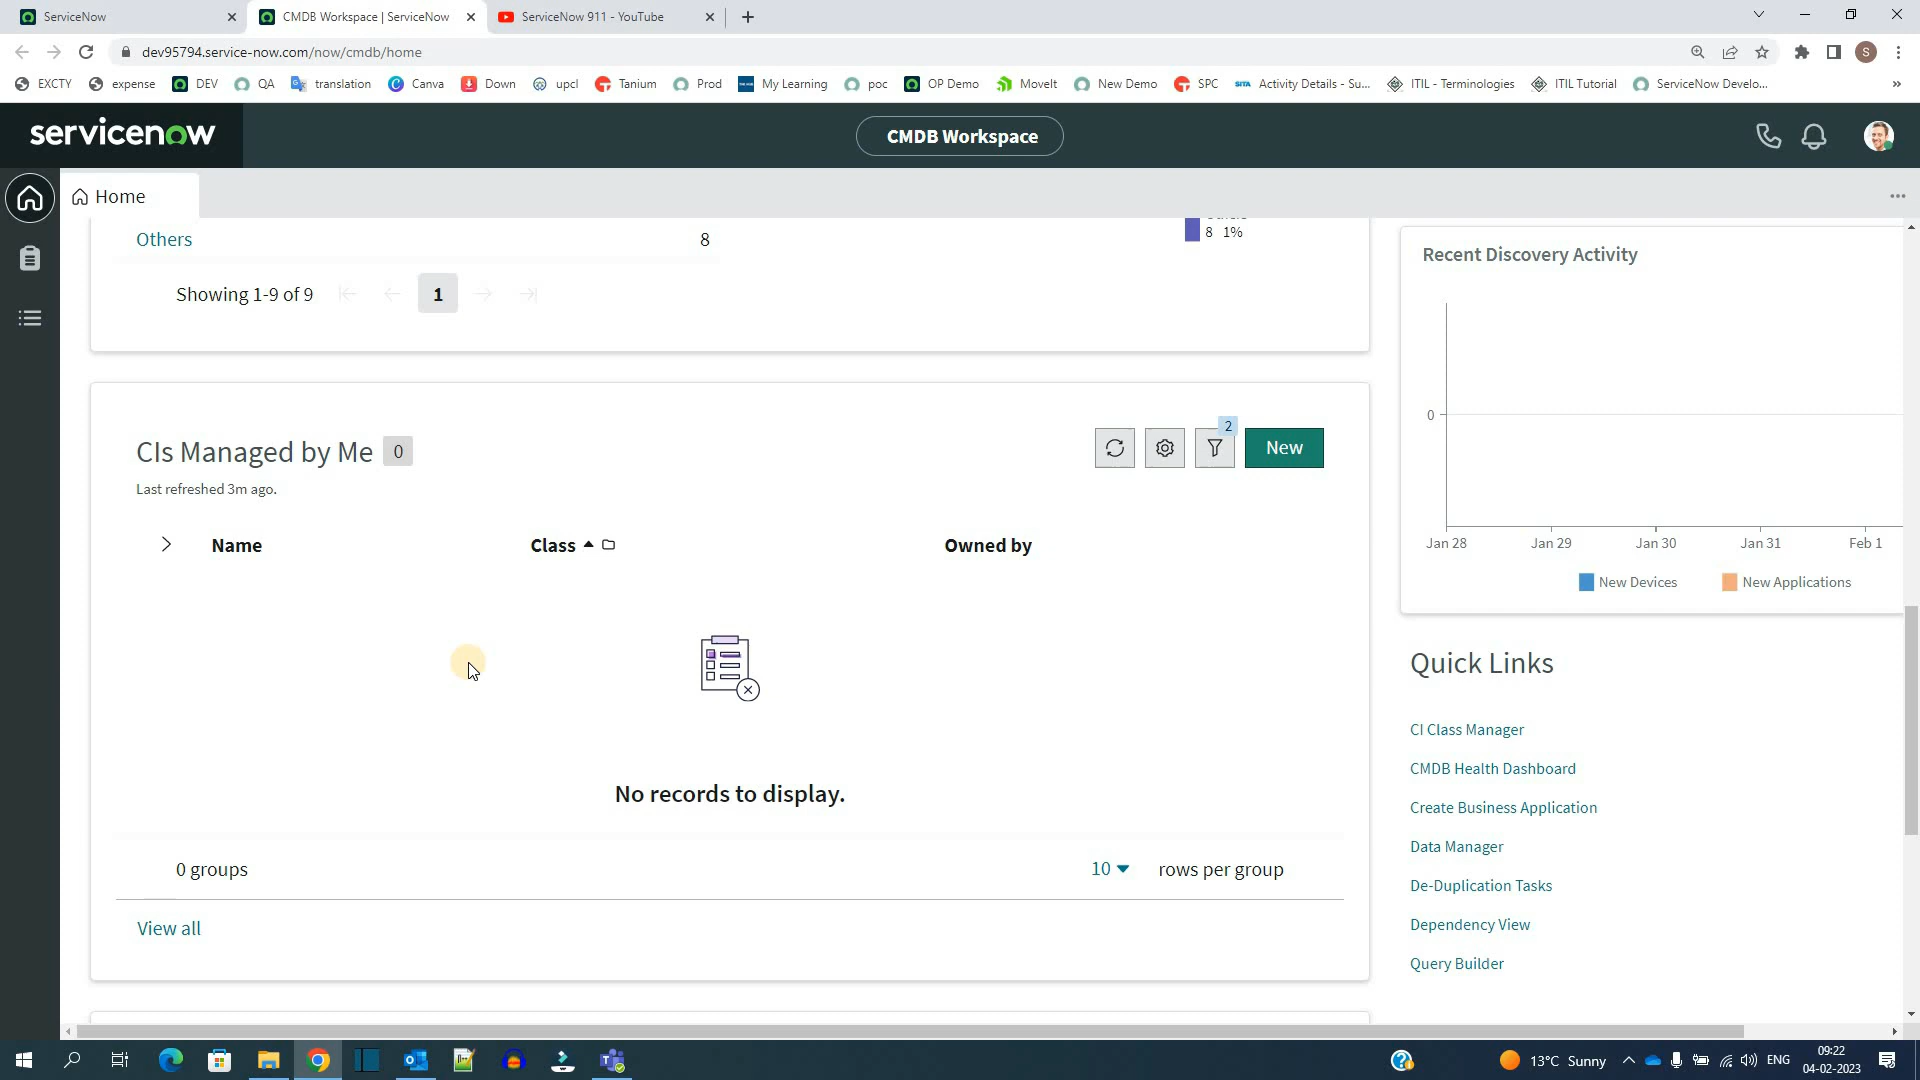 ServiceNow
CMDB Workspace | ServiceNow
ServiceNow 911 - YouTube
dev95794.service-now.com/now/cmdb/home
S
EXCTY
expense
DEV
QA
translation
Canva
Down
upcl
Tanium
Prod
My Learning
poc
OP Demo
MoveIt
New Demo
SPC
SITA
Activity Details - Su...
ITIL - Terminologies
ITIL Tutorial
ServiceNow Develo...
»
servicenow
CMDB Workspace
Home
Others 8
8 1%
Showing 1-9 of 9
1
CIs Managed by Me 0
2
New
Last refreshed 3m ago.
Name Class Owned by
No records to display.
0 groups
10 rows per group
View all
Recent Discovery Activity
0
Jan 28 Jan 29 Jan 30 Jan 31 Feb 1
New Devices New Applications
Quick Links
CI Class Manager
CMDB Health Dashboard
Create Business Application
Data Manager
De-Duplication Tasks
Dependency View
Query Builder
13°C Sunny
ENG
09:22
04-02-2023